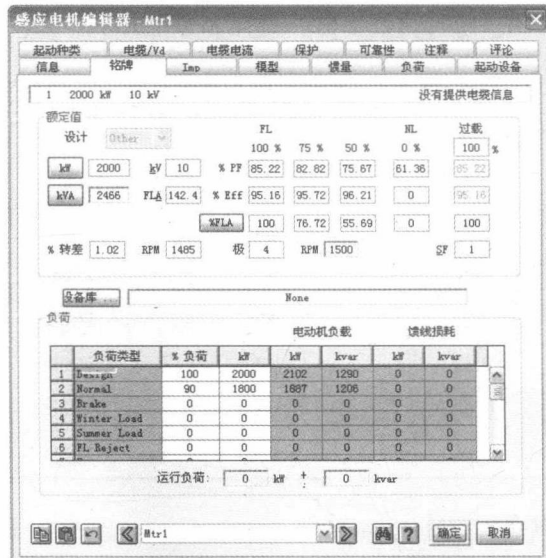 感应电机编辑器 - Mtr1
起动种类 电缆/Vd 电缆电流 保护 可靠性 注释 评论
信息 铭牌 Imp 模型 惯量 负荷 起动设备
1 2000 kW 10 kV 没有提供电缆信息
额定值
FL NL 过载
设计 Other 100 % 75 % 50 % 0 % 100 %
kW 2000 kV 10 % PF 85.22 82.82 75.67 61.36 85.22
kVA 2466 FLA 142.4 % Eff 95.16 95.72 96.21 0 95.16
%FLA 100 76.72 55.69 0 100
% 转差 1.02 RPM 1485 极 4 RPM 1500 SF 1
设备库 ... None
负荷
电动机负载 馈线损耗
负荷类型 % 负荷 kW kW kvar kW kvar
1 Design 100 2000 2102 1290 0 0
2 Normal 90 1800 1887 1206 0 0
3 Brake 0 0 0 0 0 0
4 Winter Load 0 0 0 0 0 0
5 Summer Load 0 0 0 0 0 0
6 FL Reject 0 0 0 0 0 0
运行负荷: 0 kW + 0 kvar
Mtr1 ? 确定 取消